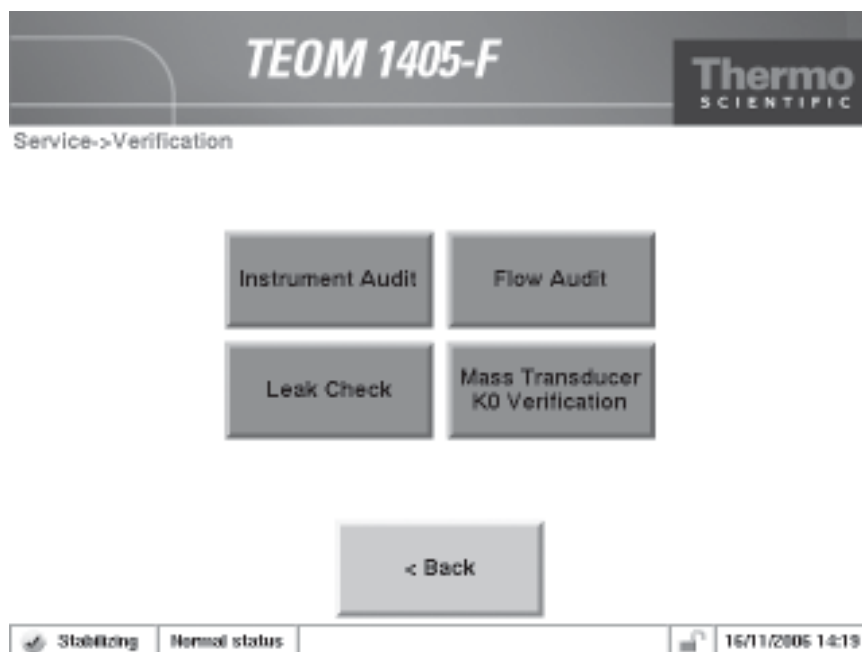 TEOM 1405-F
Thermo
SCIENTIFIC
Service->Verification
Instrument Audit
Flow Audit
Leak Check
Mass Transducer
K0 Verification
< Back
Stabilizing
Normal status
16/11/2006 14:19